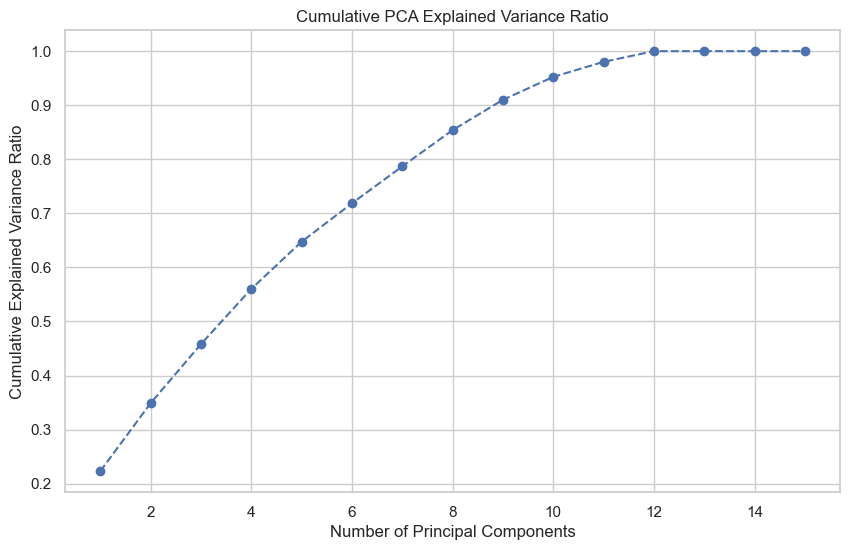 Cumulative PCA Explained Variance Ratio
Cumulative Explained Variance Ratio
1.0
0.9
0.8
0.7
0.6
0.5
0.4
0.3
0.2
2 4 6 8 10 12 14
Number of Principal Components